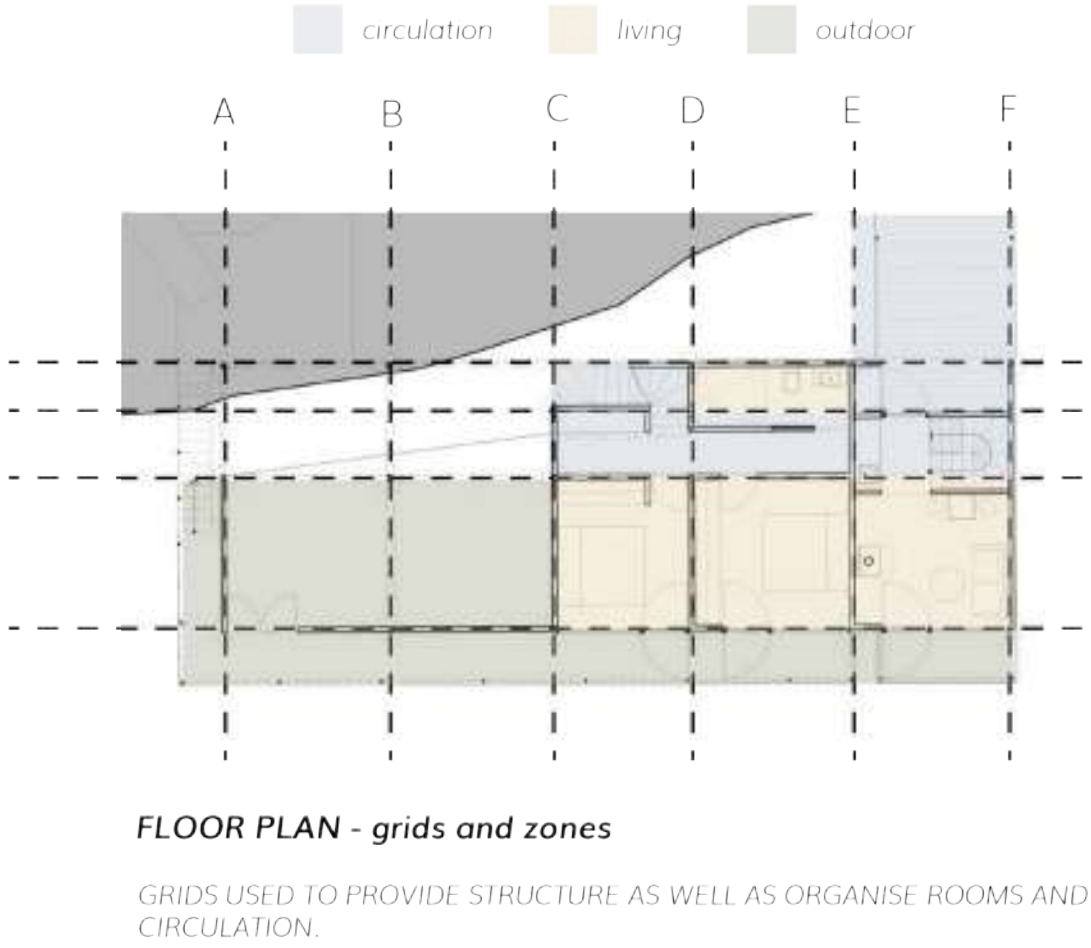 circulation living outdoor
A B C D E F
FLOOR PLAN - grids and zones
GRIDS USED TO PROVIDE STRUCTURE AS WELL AS ORGANISE ROOMS AND
CIRCULATION.